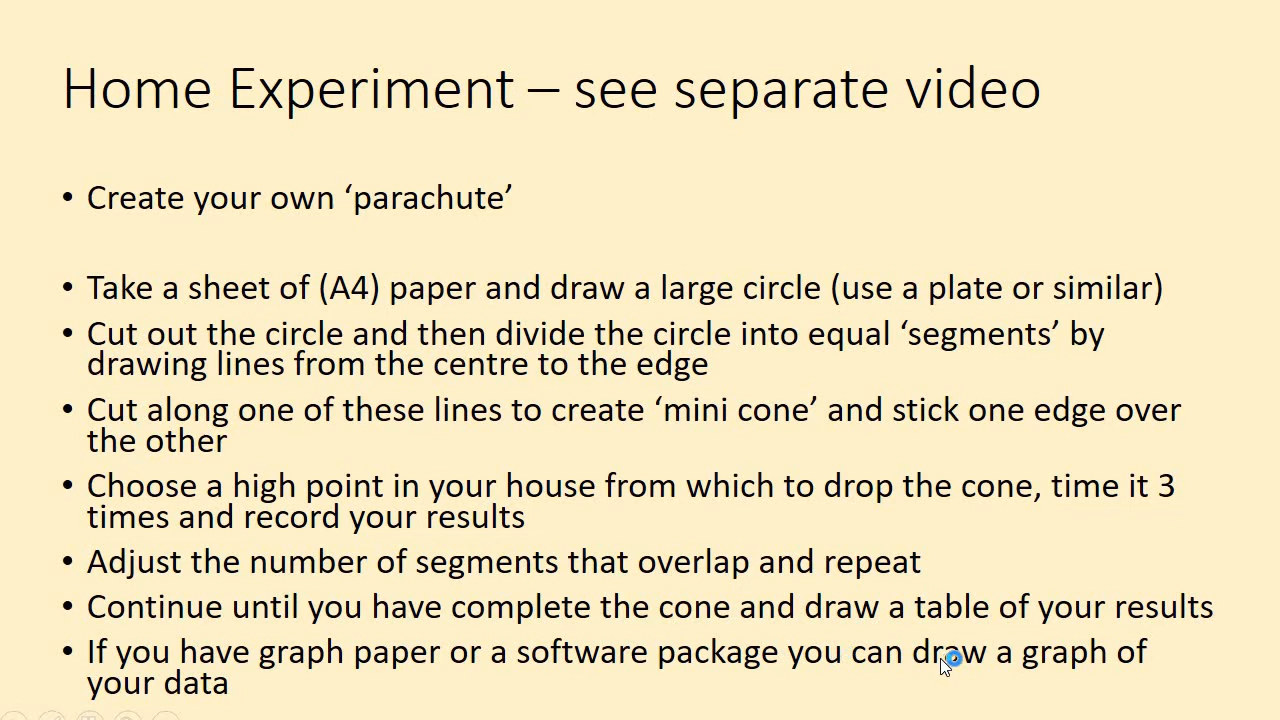 Home Experiment – see separate video
• Create your own ‘parachute’
• Take a sheet of (A4) paper and draw a large circle (use a plate or similar)
• Cut out the circle and then divide the circle into equal ‘segments’ by
drawing lines from the centre to the edge
• Cut along one of these lines to create ‘mini cone’ and stick one edge over
the other
• Choose a high point in your house from which to drop the cone, time it 3
times and record your results
• Adjust the number of segments that overlap and repeat
• Continue until you have complete the cone and draw a table of your results
• If you have graph paper or a software package you can draw a graph of
your data